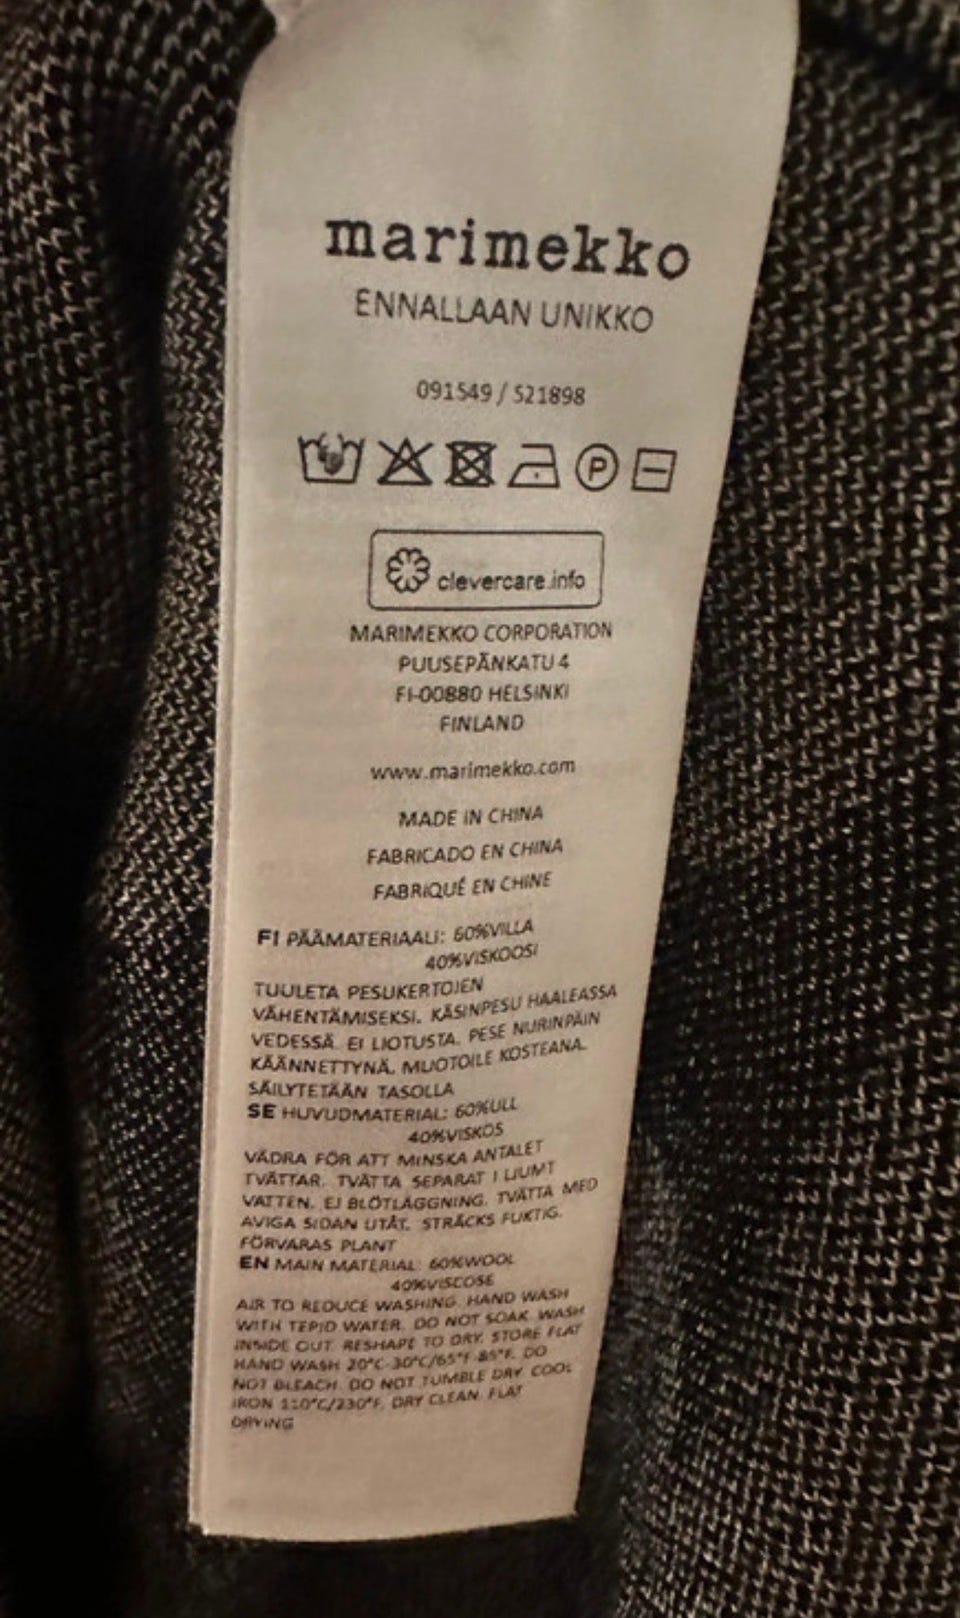 marimekko
ENNALLAAN UNIKKO
091549 / 521898
P
clevercare.info
MARIMEKKO CORPORATION
PUUSEPÄNKATU 4
FI-00880 HELSINKI
FINLAND
www.marimekko.com
MADE IN CHINA
FABRICADO EN CHINA
FABRIQUÉ EN CHINE
FI PÄÄMATERIAALI: 60%VILLA
40%VISKOOSI
TUULETA PESUKERTOJEN
VÄHENTÄMISEKSI. KÄSINPESU HAALEASSA
VEDESSÄ. EI LIOTUSTA. PESE NURINPÄIN
KÄÄNNETTYNÄ. MUOTOILE KOSTEANA.
SÄILYTETÄÄN TASOLLA
SE HUVUDMATERIAL: 60%ULL
40%VISKOS
VÄDRA FÖR ATT MINSKA ANTALET
TVÄTTAR. TVÄTTA SEPARAT I LJUMT
VATTEN. EJ BLÖTLÄGGNING. TVÄTTA MED
AVIGA SIDAN UTÅT. STRÄCKS FUKTIG.
FÖRVARAS PLANT
EN MAIN MATERIAL: 60%WOOL
40%VISCOSE
AIR TO REDUCE WASHING. HAND WASH
WITH TEPID WATER. DO NOT SOAK. WASH
INSIDE OUT. RESHAPE TO DRY. STORE FLAT
HAND WASH 20°C-30°C/65°F-85°F. DO
NOT BLEACH. DO NOT TUMBLE DRY. COOL
IRON 110°C/230°F. DRY CLEAN. FLAT
DRYING